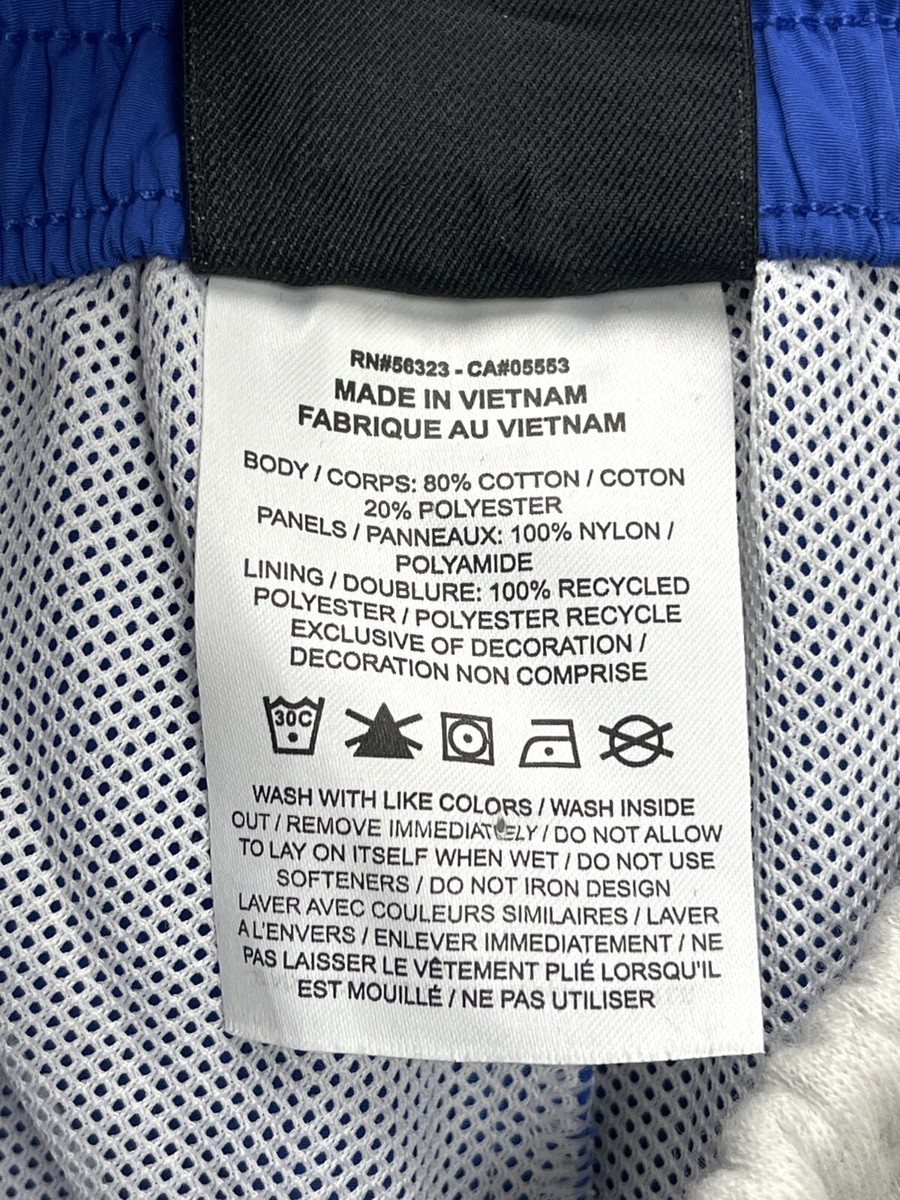 RN#56323 - CA#05553
MADE IN VIETNAM
FABRIQUE AU VIETNAM
BODY / CORPS: 80% COTTON / COTON
20% POLYESTER
PANELS / PANNEAUX: 100% NYLON /
POLYAMIDE
LINING / DOUBLURE: 100% RECYCLED
POLYESTER / POLYESTER RECYCLE
EXCLUSIVE OF DECORATION /
DECORATION NON COMPRISE
30C
WASH WITH LIKE COLORS / WASH INSIDE
OUT / REMOVE IMMEDIATELY / DO NOT ALLOW
TO LAY ON ITSELF WHEN WET / DO NOT USE
SOFTENERS / DO NOT IRON DESIGN
LAVER AVEC COULEURS SIMILAIRES / LAVER
A L'ENVERS / ENLEVER IMMEDIATEMENT / NE
PAS LAISSER LE VÊTEMENT PLIÉ LORSQU'IL
EST MOUILLÉ / NE PAS UTILISER